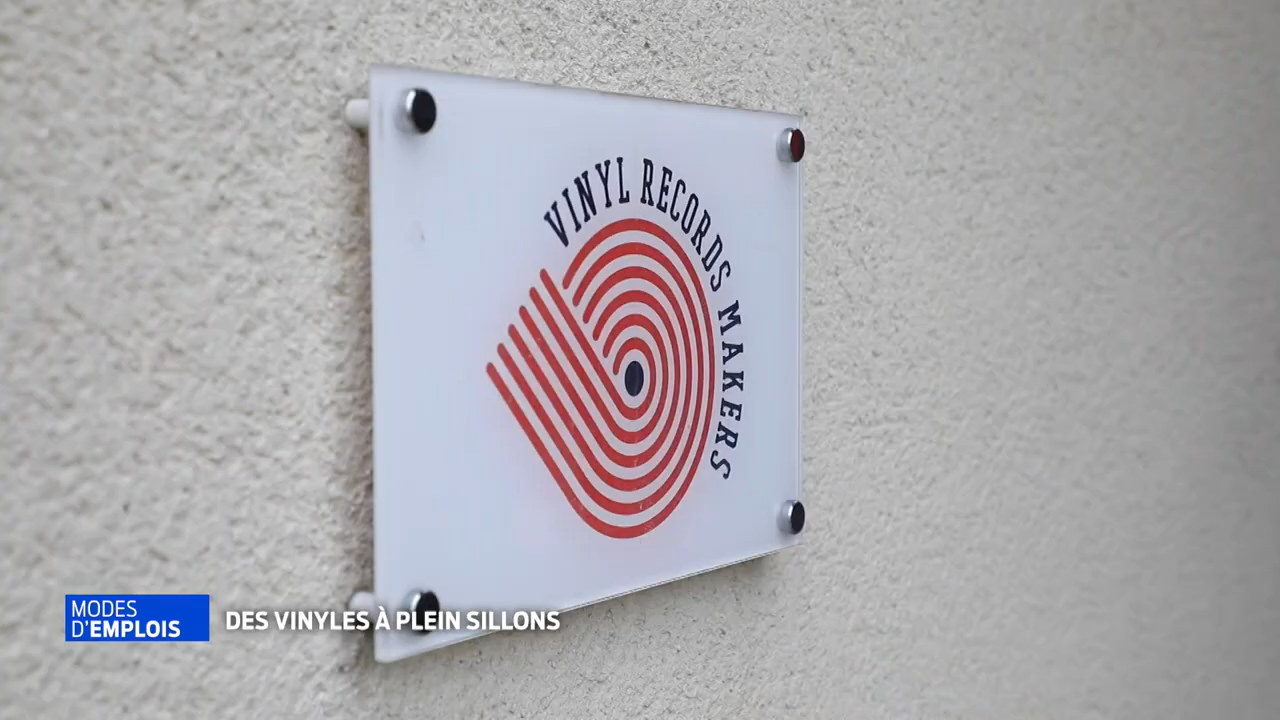 VINYL RECORDS MAKERS
MODES
D'EMPLOIS
DES VINYLES À PLEIN SILLONS